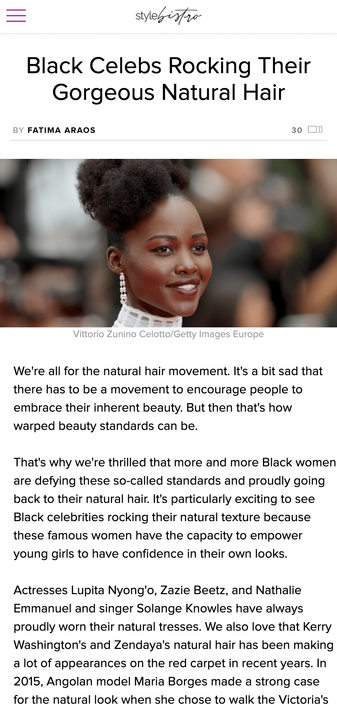 stylebistro
Black Celebs Rocking Their
Gorgeous Natural Hair
BY FATIMA ARAOS
30
Vittorio Zunino Celotto/Getty Images Europe
We're all for the natural hair movement. It's a bit sad that
there has to be a movement to encourage people to
embrace their inherent beauty. But then that's how
warped beauty standards can be.
That's why we're thrilled that more and more Black women
are defying these so-called standards and proudly going
back to their natural hair. It's particularly exciting to see
Black celebrities rocking their natural texture because
these famous women have the capacity to empower
young girls to have confidence in their own looks.
Actresses Lupita Nyong'o, Zazie Beetz, and Nathalie
Emmanuel and singer Solange Knowles have always
proudly worn their natural tresses. We also love that Kerry
Washington's and Zendaya's natural hair has been making
a lot of appearances on the red carpet in recent years. In
2015, Angolan model Maria Borges made a strong case
for the natural look when she chose to walk the Victoria's